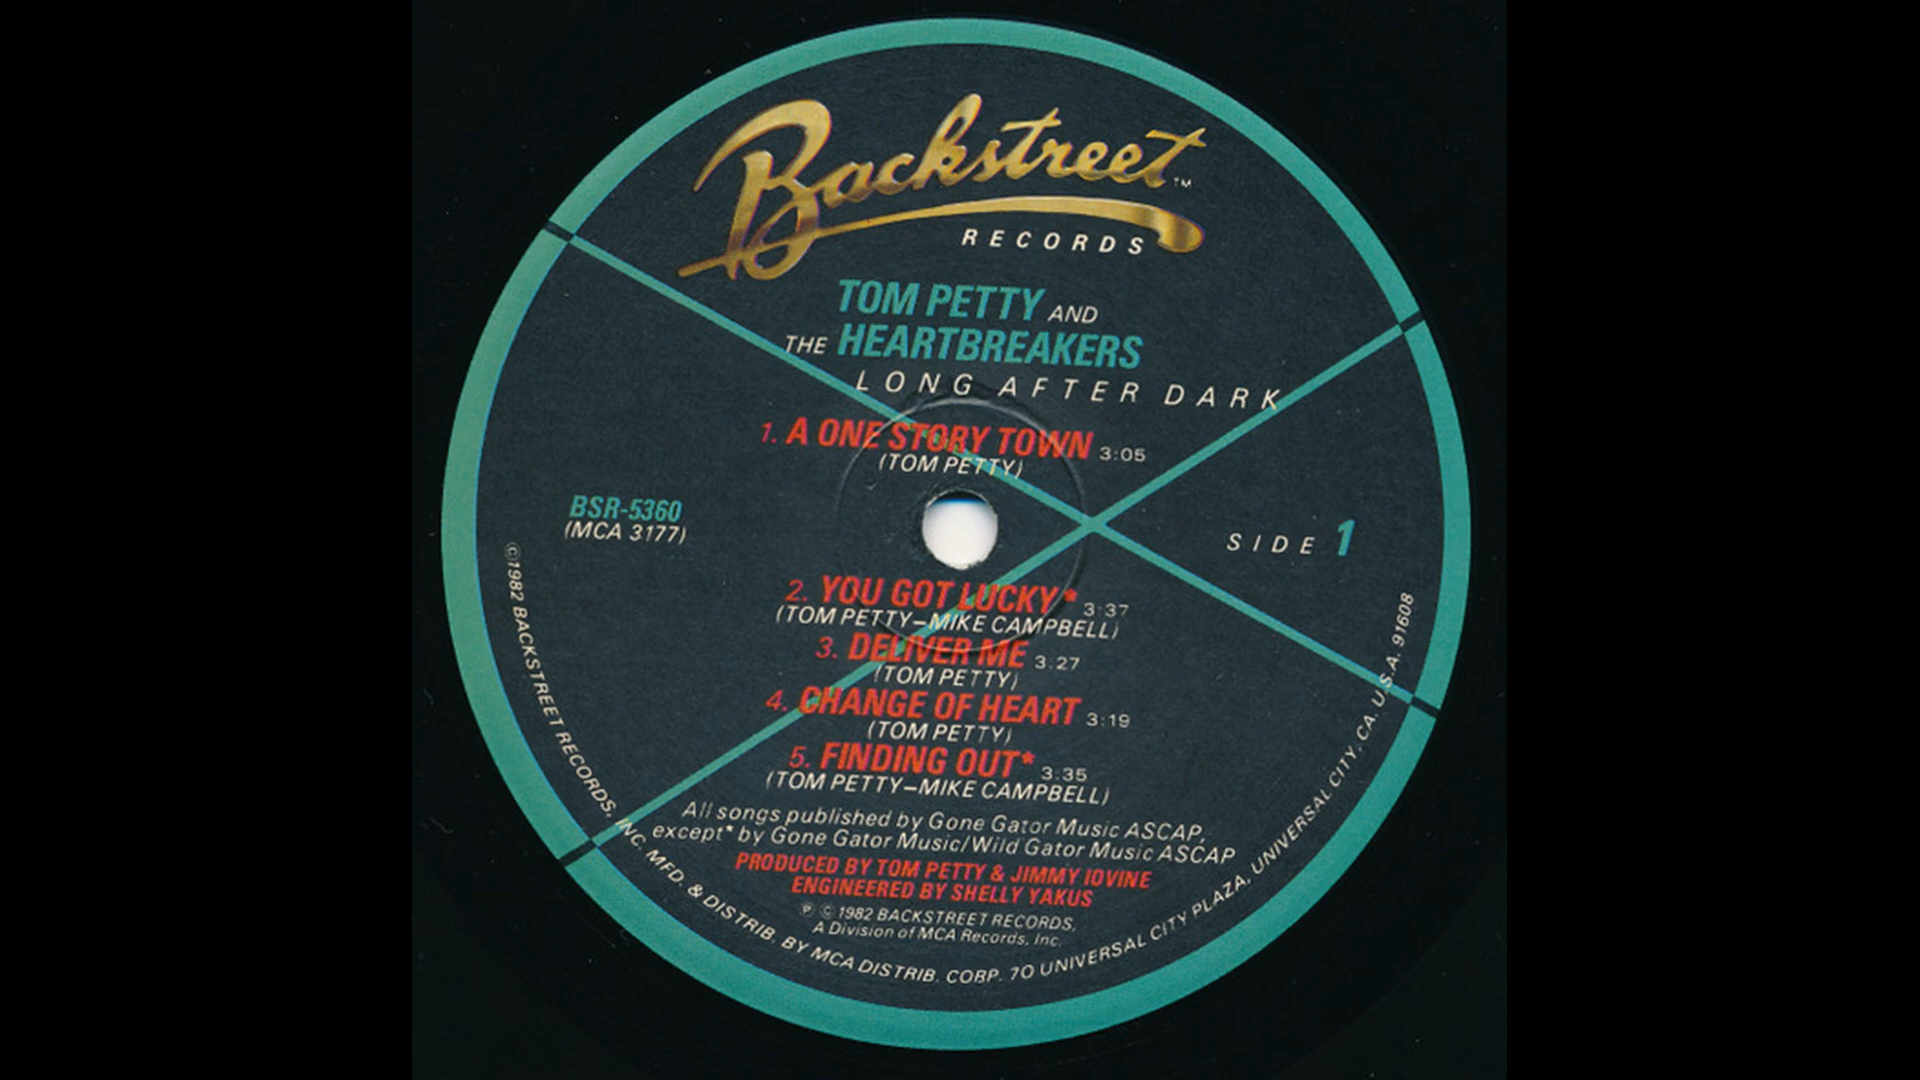 Backstreet™
RECORDS
TOM PETTY AND
THE HEARTBREAKERS
LONG AFTER DARK
1. A ONE STORY TOWN 3:05
(TOM PETTY)
BSR-5360
(MCA 3177)
SIDE 1
2. YOU GOT LUCKY* 3:37
(TOM PETTY–MIKE CAMPBELL)
3. DELIVER ME 3.27
(TOM PETTY)
4. CHANGE OF HEART 3:19
(TOM PETTY)
5. FINDING OUT* 3:35
(TOM PETTY–MIKE CAMPBELL)
All songs published by Gone Gator Music ASCAP,
except* by Gone Gator Music/Wild Gator Music ASCAP
PRODUCED BY TOM PETTY & JIMMY IOVINE
ENGINEERED BY SHELLY YAKUS
℗ © 1982 BACKSTREET RECORDS,
A Division of MCA Records, Inc.
©1982 BACKSTREET RECORDS, INC. MFD. & DISTRIB. BY MCA DISTRIB. CORP. 70 UNIVERSAL CITY PLAZA, UNIVERSAL CITY, CA. U.S.A. 91608